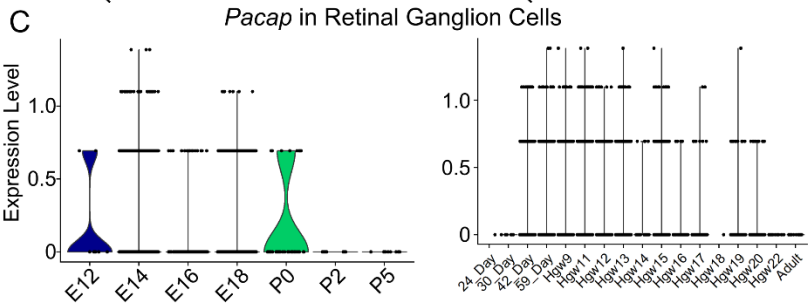 C
Pacap in Retinal Ganglion Cells
Expression Level
1.0
0.5
0
E12
E14
E16
E18
P0
P2
P5
1.0
0.5
0
24_Day
30_Day
42_Day
59_Day
Hgw9
Hgw11
Hgw12
Hgw13
Hgw14
Hgw15
Hgw16
Hgw17
Hgw18
Hgw19
Hgw20
Hgw22
Adult